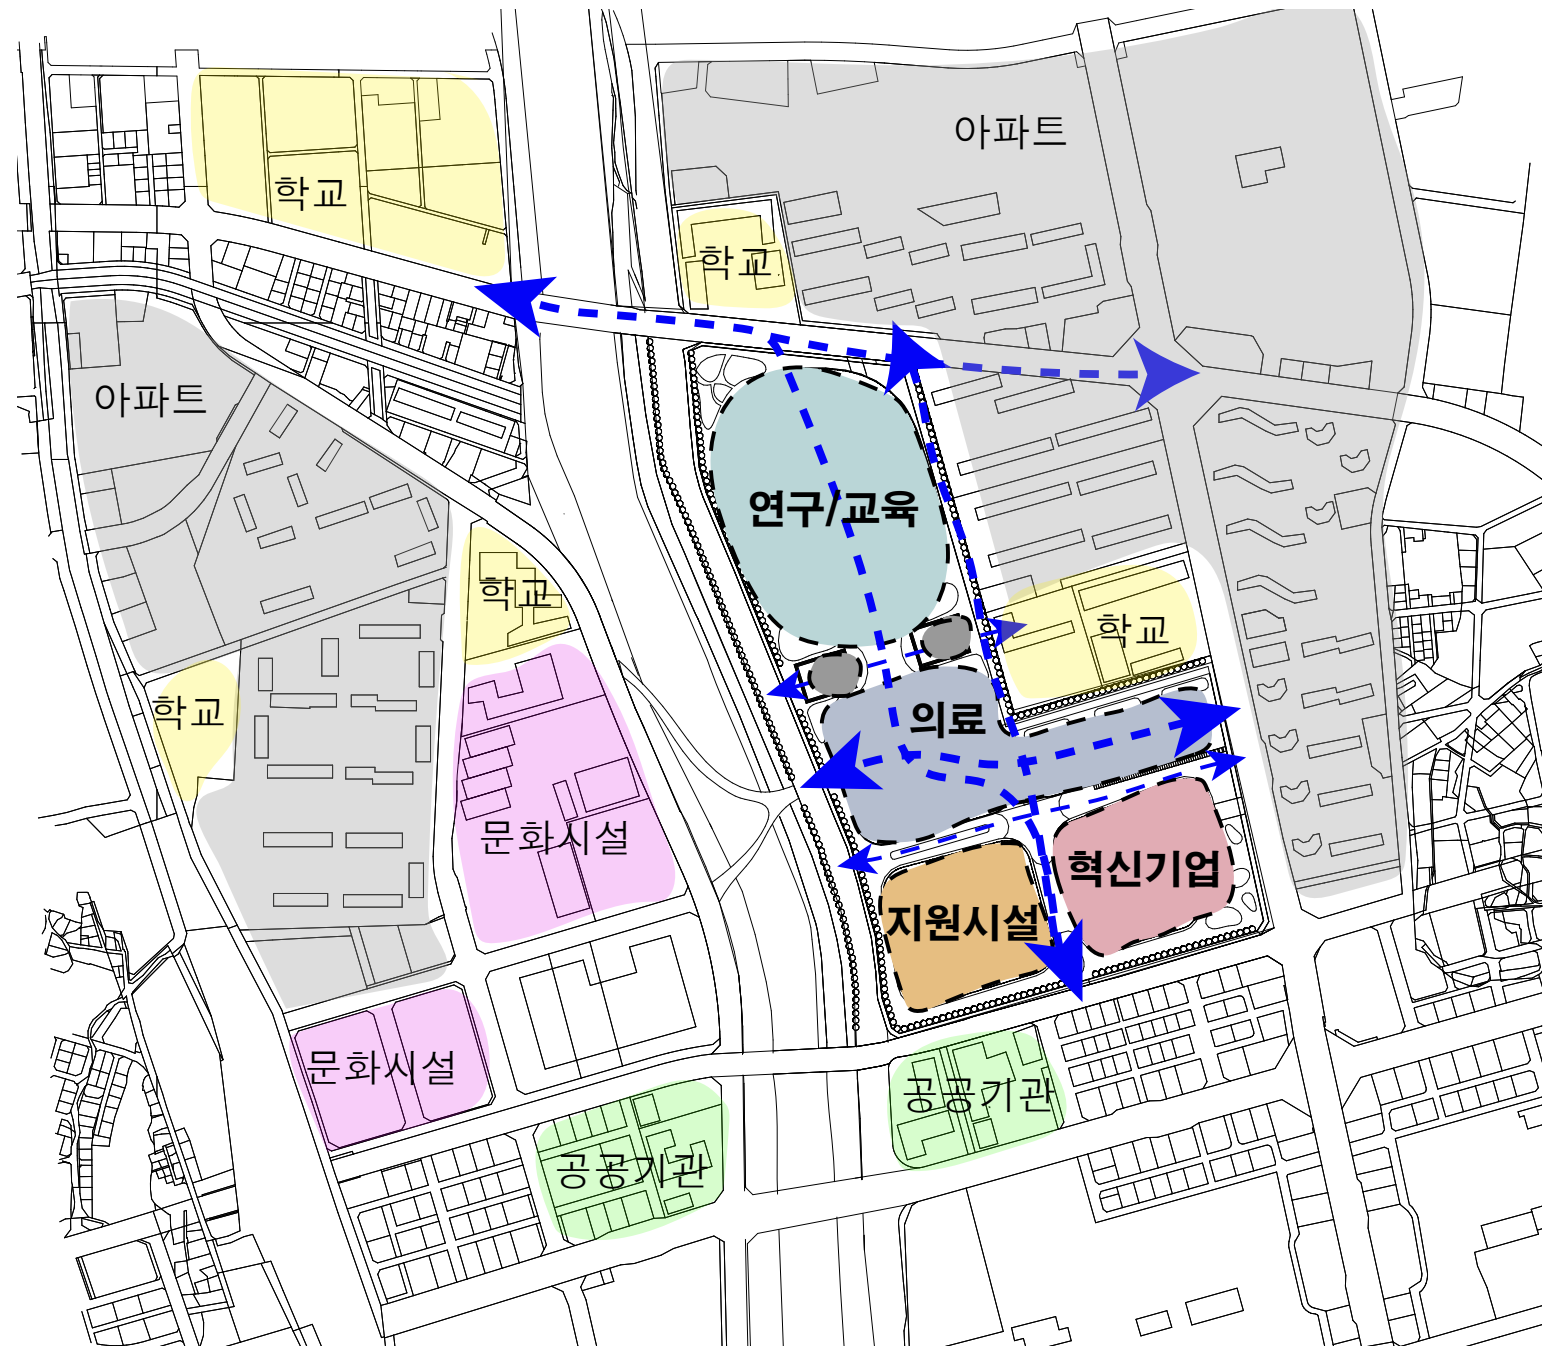 아파트
학교
학교
아파트
연구/교육
학교
학교
학교
의료
문화시설
혁신기업
지원시설
문화시설
공공기관
공공기관